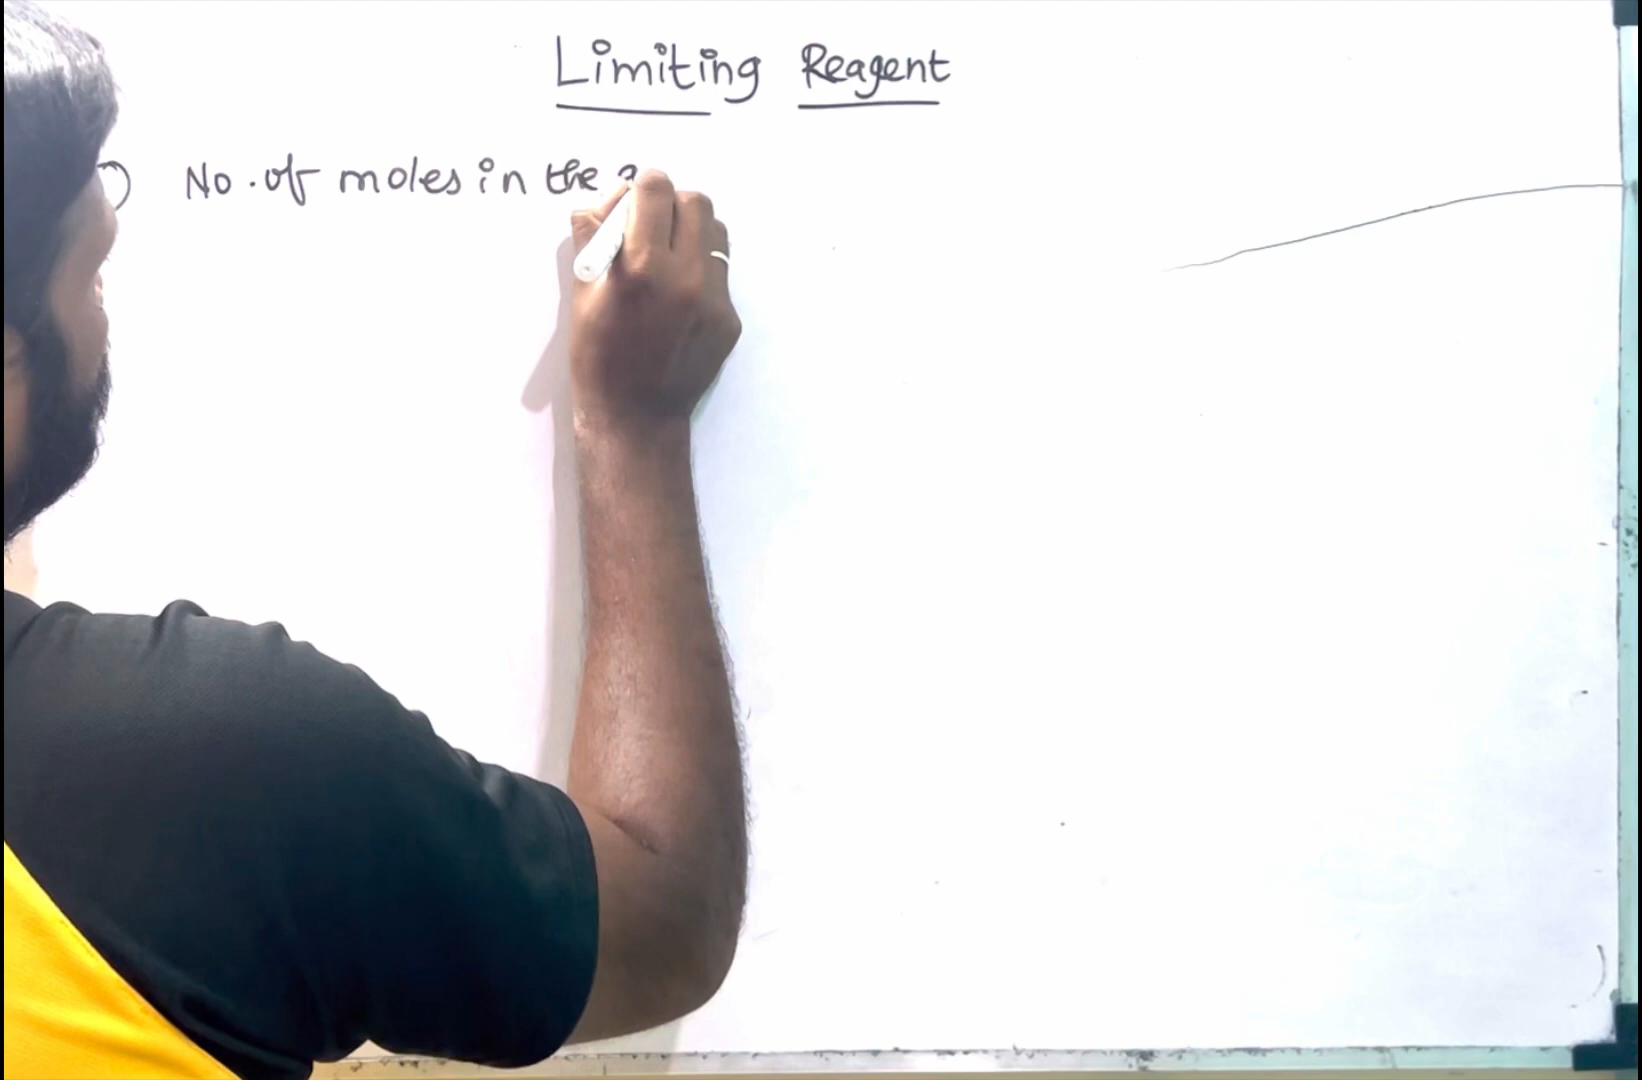 Limiting Reagent
No. of moles in the